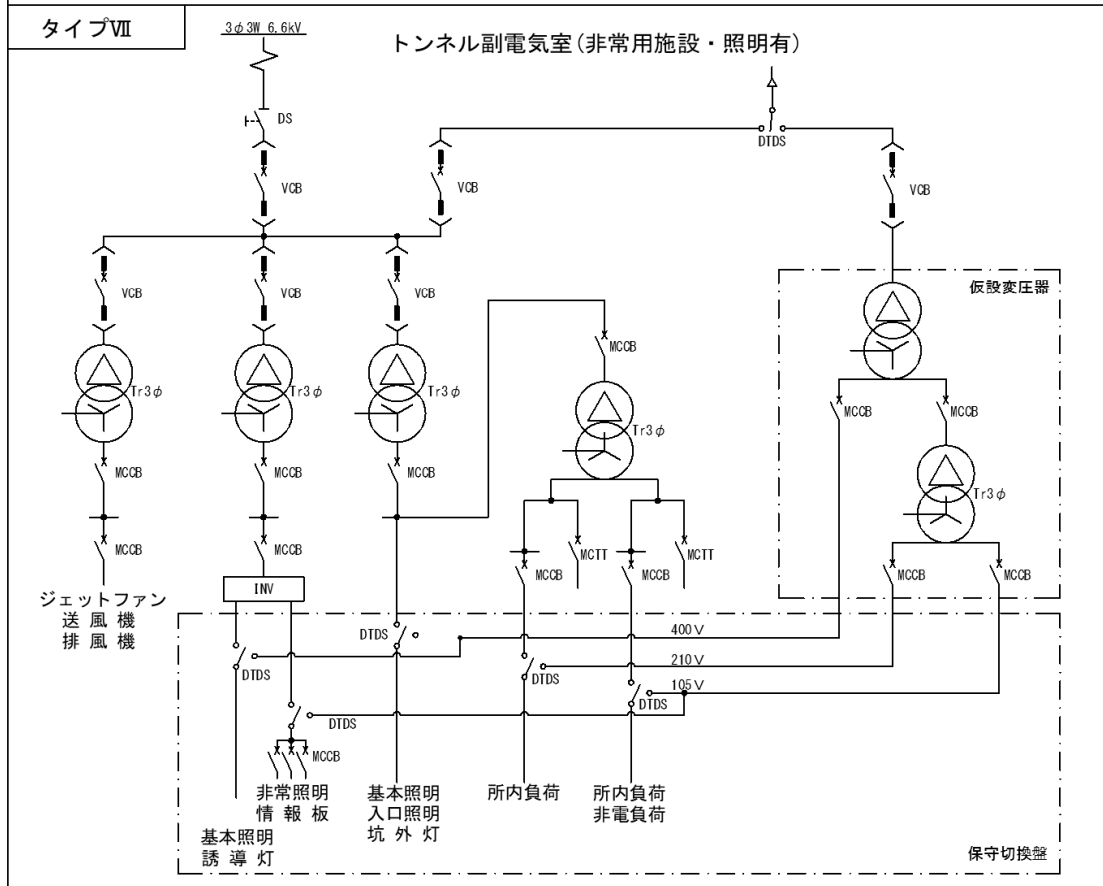 タイプⅦ
3φ3W 6.6kV
トンネル副電気室(非常用施設・照明有)
DS
DTDS
VCB
VCB
VCB
VCB
VCB
VCB
仮設変圧器
MCCB
Tr3φ
Tr3φ
Tr3φ
Tr3φ
MCCB
MCCB
MCCB
MCCB
MCCB
Tr3φ
MCCB
MCCB
MCCB
MCTT
MCCB
MCTT
MCCB
MCCB
INV
ジェットファン
送風機
排風機
DTDS
400V
210V
105V
DTDS
DTDS
DTDS
DTDS
MCCB
非常照明
情報板
基本照明
入口照明
坑外灯
所内負荷
所内負荷
非電負荷
基本照明
誘導灯
保守切換盤